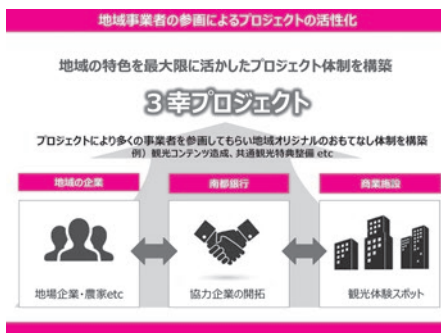 地域事業者の参画によるプロジェクトの活性化
地域の特色を最大限に活かしたプロジェクト体制を構築
3幸プロジェクト
プロジェクトにより多くの事業者を参画してもらい地域オリジナルのおもてなし体制を構築
例）観光コンテンツ造成、共通観光特典整備 etc
地域の企業
南都銀行
商業施設
地場企業・農家etc
協力企業の開拓
観光体験スポット